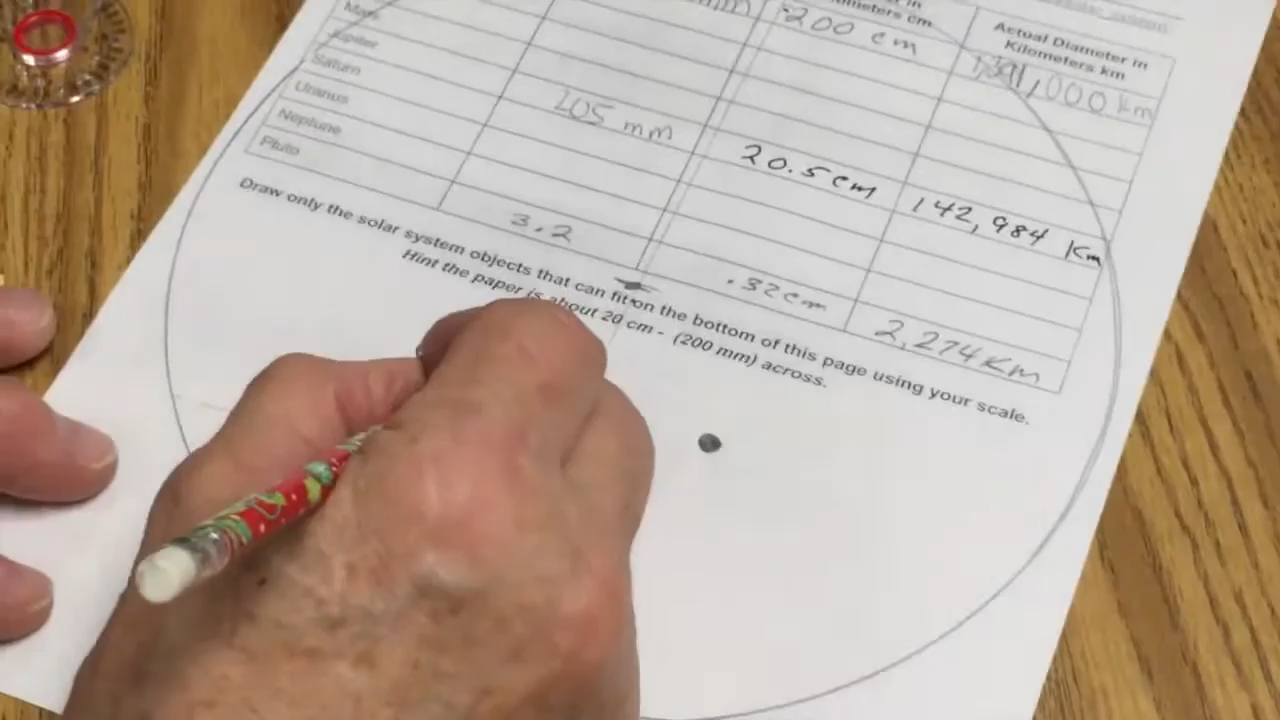 200 cm
meters cm
Actual Diameter in
Kilometers km
1,391,000 km
Mars
Jupiter
Saturn
205 mm
20.5 cm
142,984 Km
Uranus
Neptune
Pluto
3.2
.32cm
2,274 Km
Draw only the solar system objects that can fit on the bottom of this page using your scale.
Hint the paper is about 20 cm - (200 mm) across.